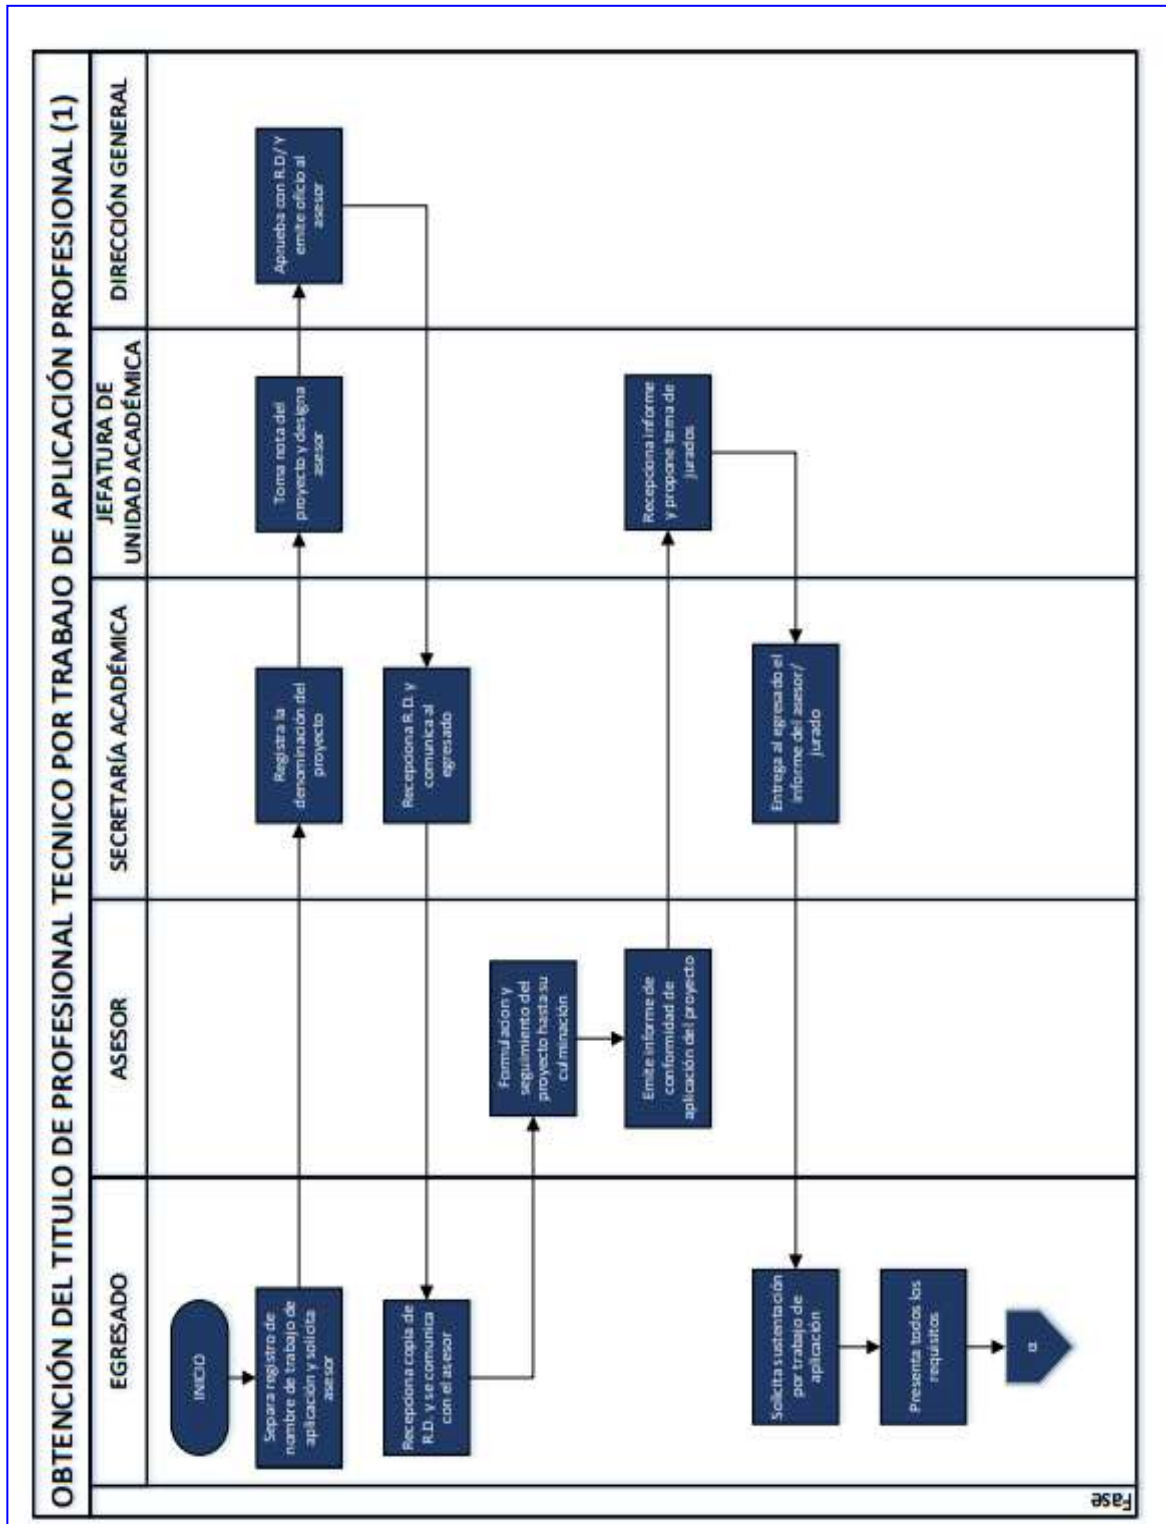 OBTENCIÓN DEL TITULO DE PROFESIONAL TECNICO POR TRABAJO DE APLICACIÓN PROFESIONAL (1)
EGRESADO
ASESOR
SECRETARÍA ACADÉMICA
JEFATURA DE
UNIDAD ACADÉMICA
DIRECCIÓN GENERAL
INICIO
Separa registro de
nombre de trabajo de
aplicación y solicita
asesor
Registra la
denominación del
proyecto
Toma nota del
proyecto y designa
asesor
Aprueba con R.D/ Y
emite oficio al
asesor
Recepciona R.D. y
comunica al
egresado
Recepciona copia de
R.D. y se comunica
con el asesor
Formulacion y
seguimiento del
proyecto hasta su
culminación
Emite informe de
conformidad de
aplicación del proyecto
Recepciona informe
y propone terna de
jurados
Entrega al egresado el
informe del asesor/
jurado
Solicita sustentación
por trabajo de
aplicación
Presenta todos los
requisitos
Fase